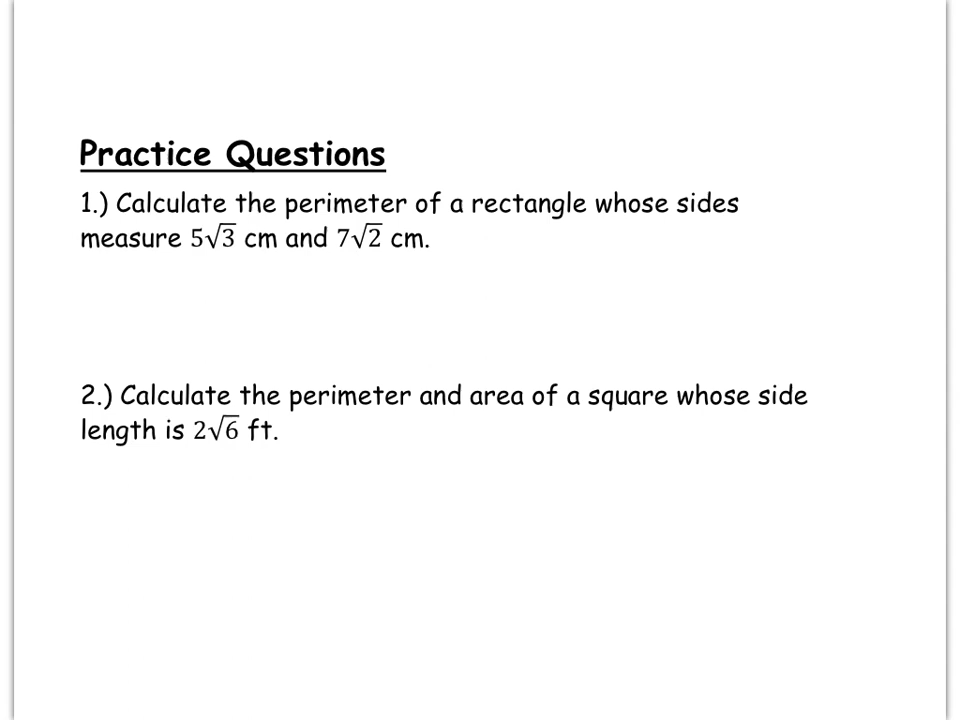 Practice Questions
1.) Calculate the perimeter of a rectangle whose sides
measure 5√3 cm and 7√2 cm.
2.) Calculate the perimeter and area of a square whose side
length is 2√6 ft.